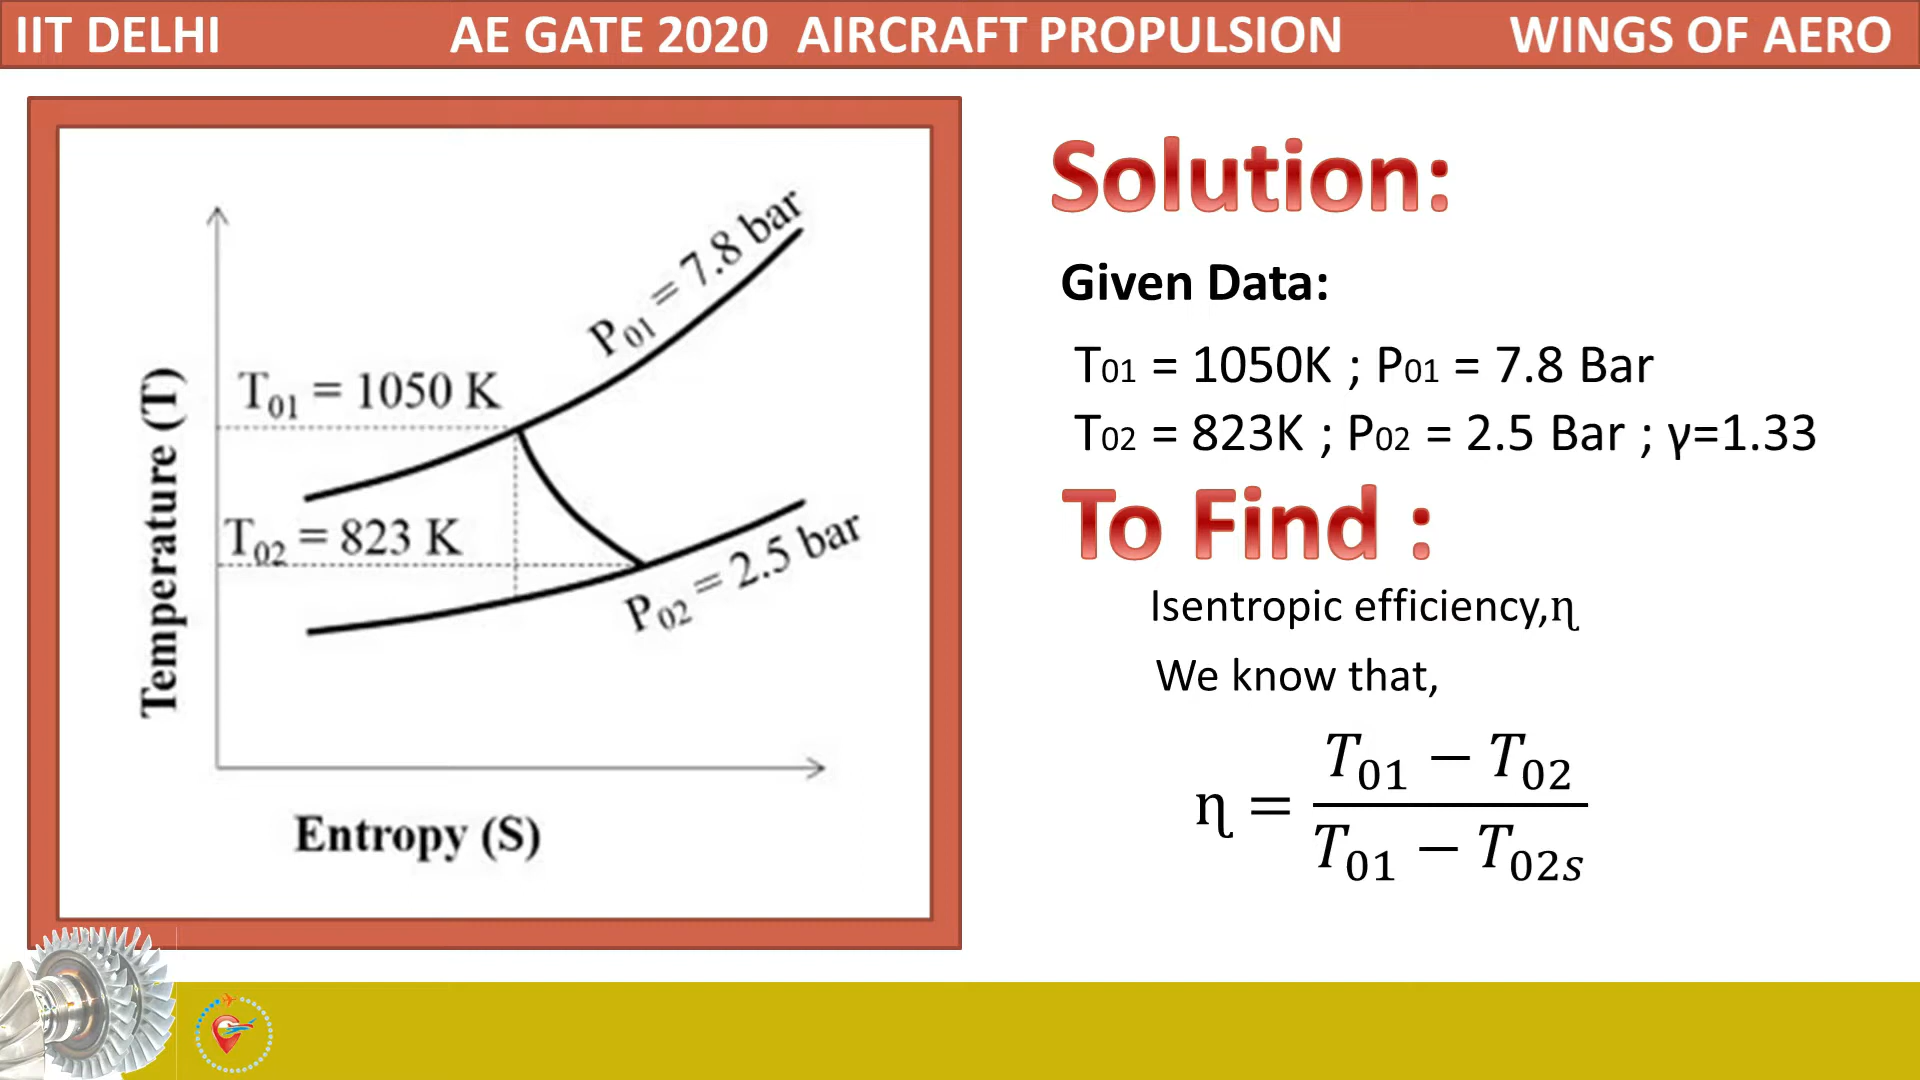 IIT DELHI AE GATE 2020 AIRCRAFT PROPULSION WINGS OF AERO
P01 = 7.8 bar
T01 = 1050 K
T02 = 823 K
P02 = 2.5 bar
Temperature (T)
Entropy (S)
Solution:
Given Data:
T01 = 1050K ; P01 = 7.8 Bar
T02 = 823K ; P02 = 2.5 Bar ; γ=1.33
To Find :
Isentropic efficiency,ɳ
We know that,
ɳ = (T01 − T02) / (T01 − T02s)